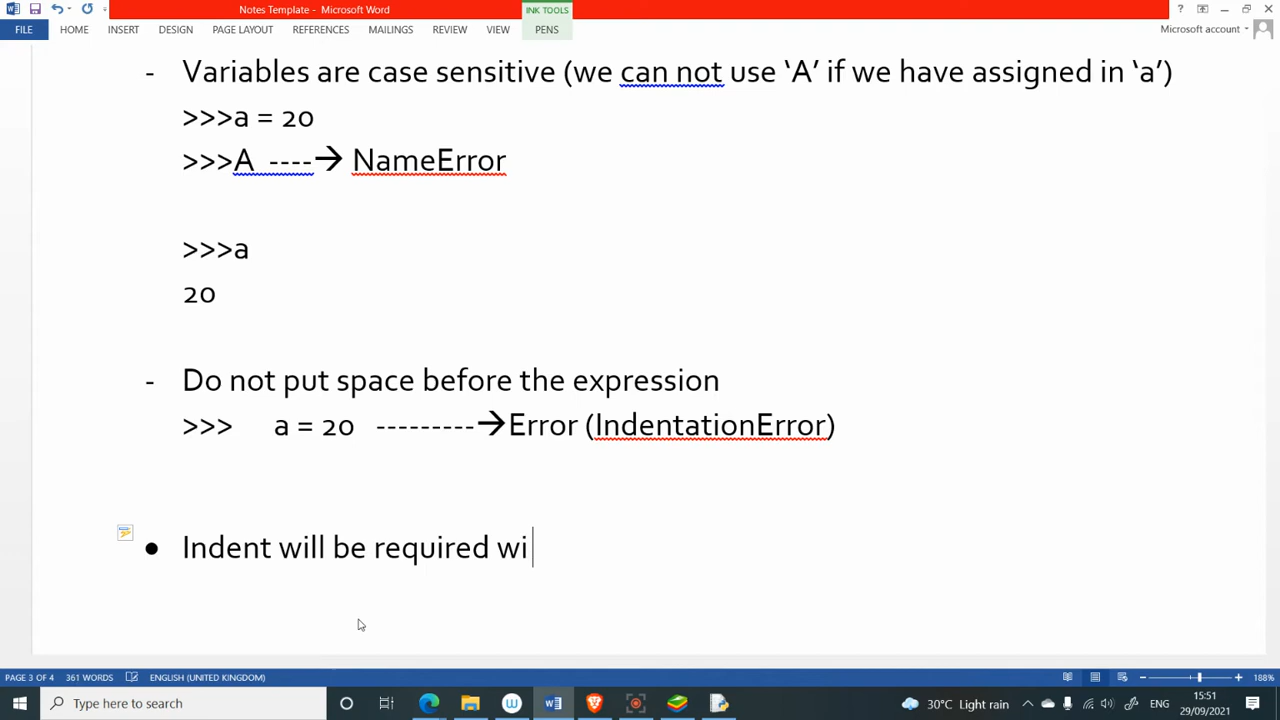 Notes Template - Microsoft Word
INK TOOLS
?
FILE
HOME
INSERT
DESIGN
PAGE LAYOUT
REFERENCES
MAILINGS
REVIEW
VIEW
PENS
Microsoft account
- Variables are case sensitive (we can not use ‘A’ if we have assigned in ‘a’)
>>>a = 20
>>>A ----→ NameError
>>>a
20
- Do not put space before the expression
>>> a = 20 ---------→Error (IndentationError)
• Indent will be required wi
PAGE 3 OF 4 361 WORDS ENGLISH (UNITED KINGDOM) 188%
Type here to search
30°C Light rain
ENG
15:51
29/09/2021